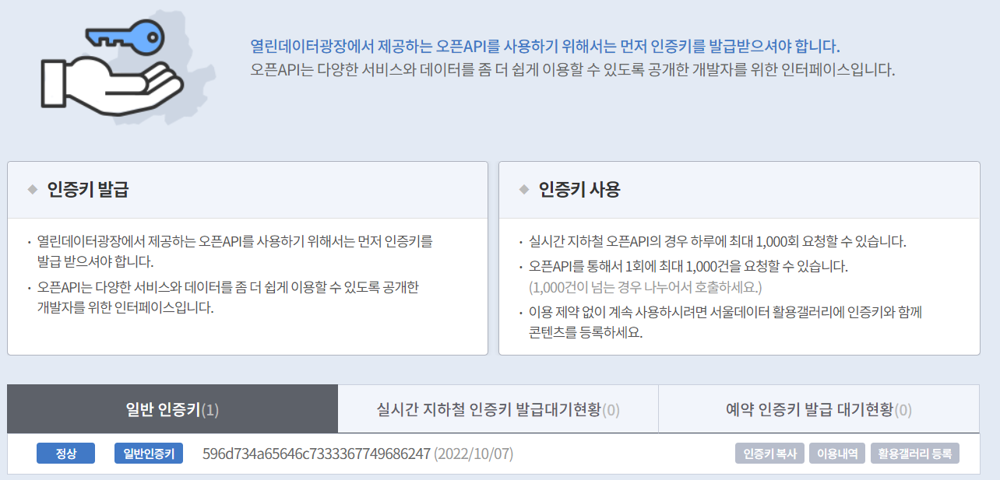 열린데이터광장에서 제공하는 오픈API를 사용하기 위해서는 먼저 인증키를 발급받으셔야 합니다.
오픈API는 다양한 서비스와 데이터를 좀 더 쉽게 이용할 수 있도록 공개한 개발자를 위한 인터페이스입니다.
인증키 발급
· 열린데이터광장에서 제공하는 오픈API를 사용하기 위해서는 먼저 인증키를
발급 받으셔야 합니다.
· 오픈API는 다양한 서비스와 데이터를 좀 더 쉽게 이용할 수 있도록 공개한
개발자를 위한 인터페이스입니다.
인증키 사용
· 실시간 지하철 오픈API의 경우 하루에 최대 1,000회 요청할 수 있습니다.
· 오픈API를 통해서 1회에 최대 1,000건을 요청할 수 있습니다.
(1,000건이 넘는 경우 나누어서 호출하세요.)
· 이용 제약 없이 계속 사용하시려면 서울데이터 활용갤러리에 인증키와 함께
콘텐츠를 등록하세요.
일반 인증키(1) 실시간 지하철 인증키 발급대기현황(0) 예약 인증키 발급 대기현황(0)
정상 일반인증키 596d734a65646c7333367749686247 (2022/10/07) 인증키 복사 이용내역 활용갤러리 등록